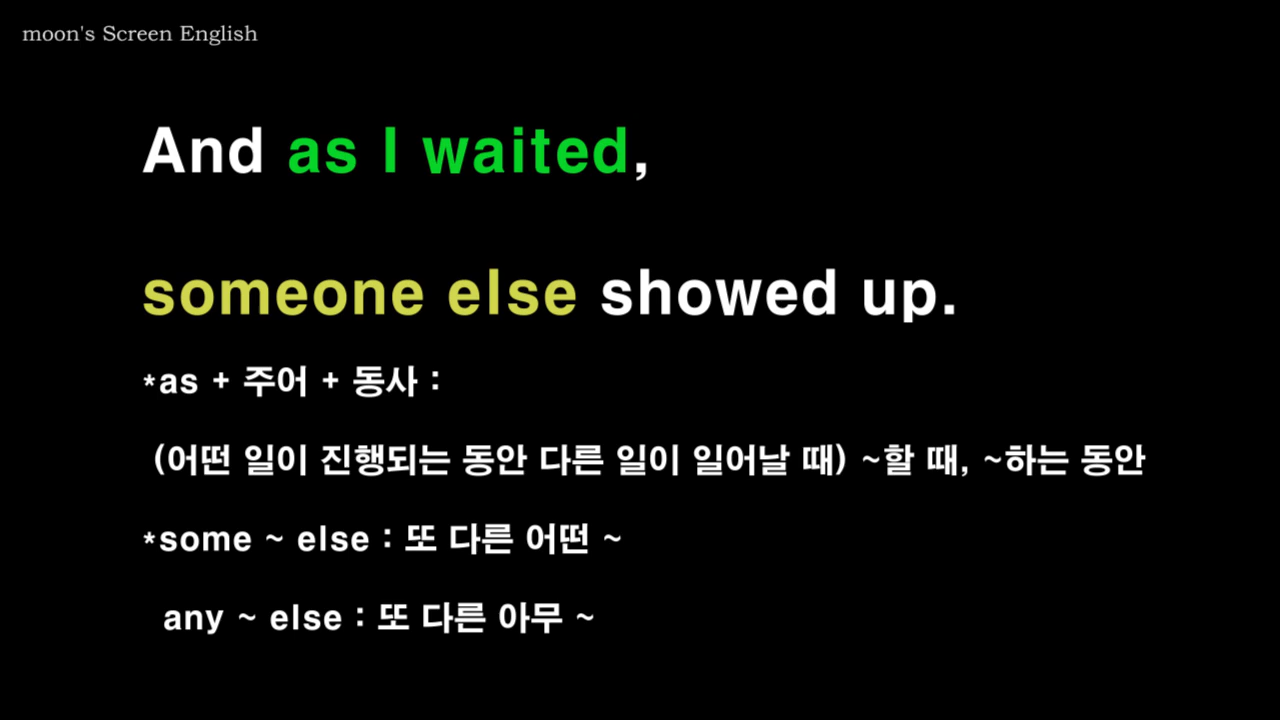 moon's Screen English
And as I waited,
someone else showed up.
*as + 주어 + 동사 :
(어떤 일이 진행되는 동안 다른 일이 일어날 때) ~할 때, ~하는 동안
*some ~ else : 또 다른 어떤 ~
any ~ else : 또 다른 아무 ~